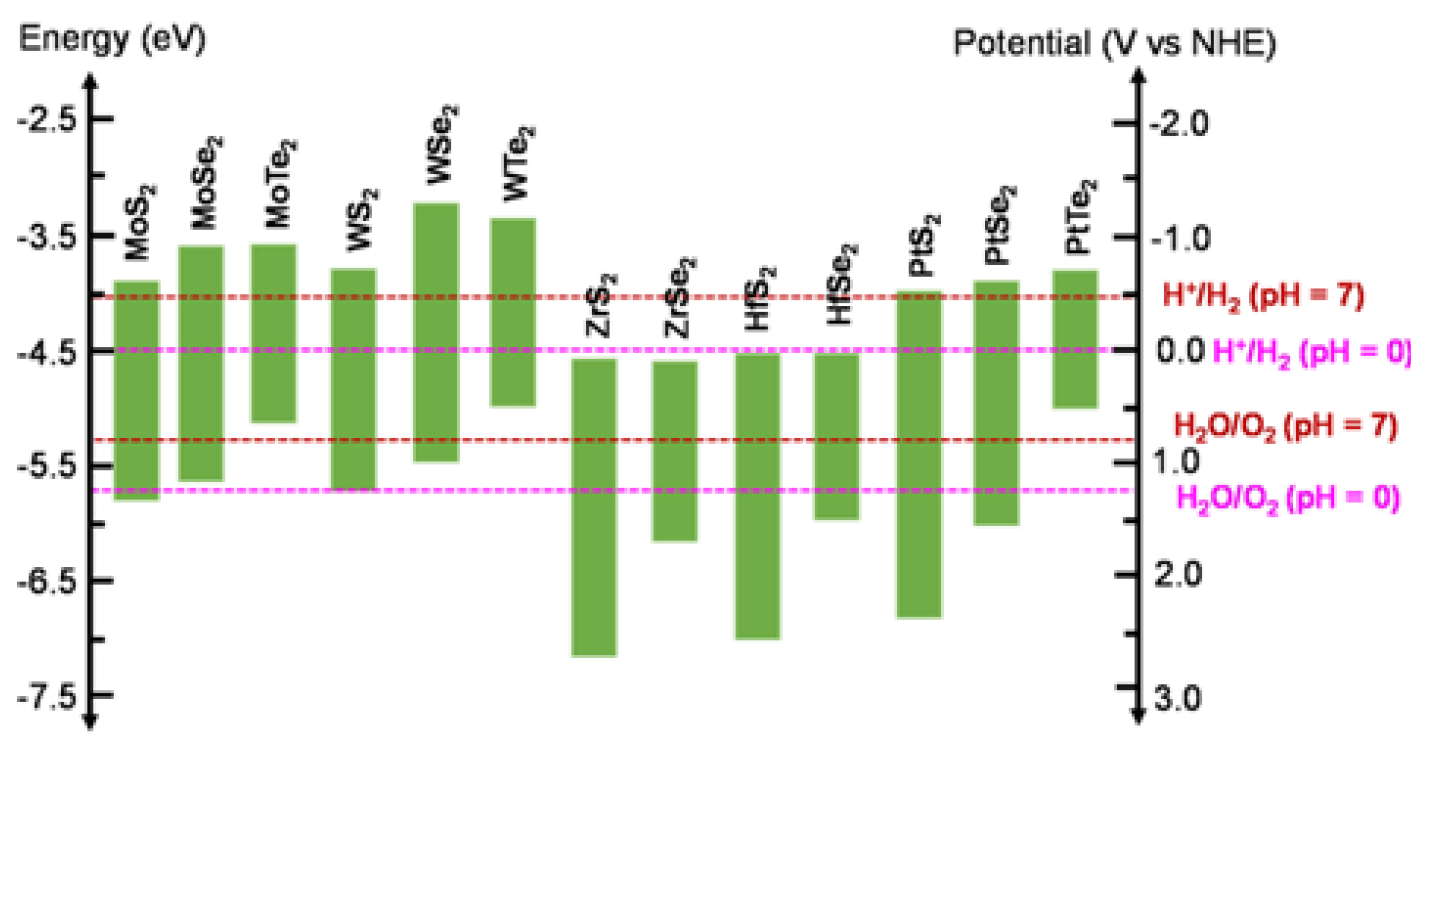 Energy (eV)
Potential (V vs NHE)
-2.5
-3.5
-4.5
-5.5
-6.5
-7.5
MoS₂
MoSe₂
MoTe₂
WS₂
WSe₂
WTe₂
ZrS₂
ZrSe₂
HfS₂
HfSe₂
PtS₂
PtSe₂
PtTe₂
-2.0
-1.0
H⁺/H₂ (pH = 7)
0.0 H⁺/H₂ (pH = 0)
H₂O/O₂ (pH = 7)
1.0
H₂O/O₂ (pH = 0)
2.0
3.0